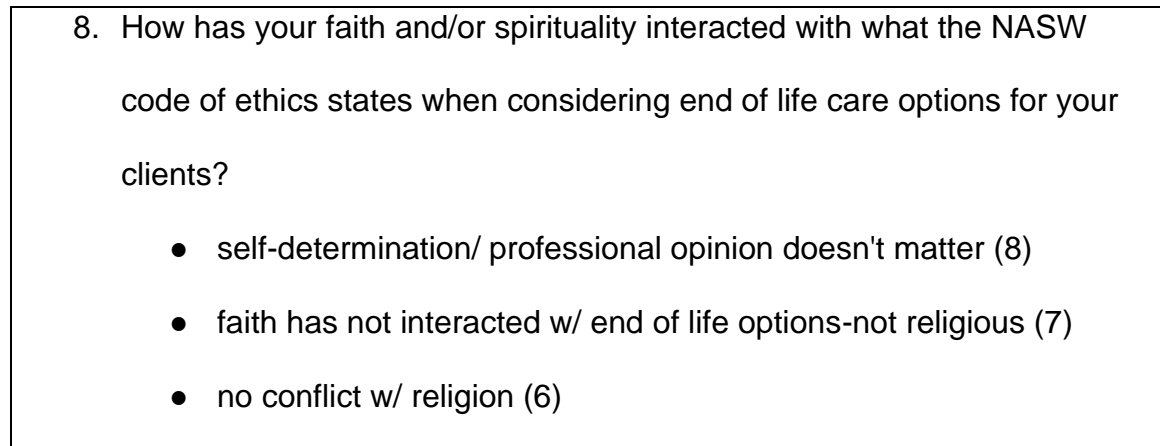 8. How has your faith and/or spirituality interacted with what the NASW
code of ethics states when considering end of life care options for your
clients?
● self-determination/ professional opinion doesn't matter (8)
● faith has not interacted w/ end of life options-not religious (7)
● no conflict w/ religion (6)